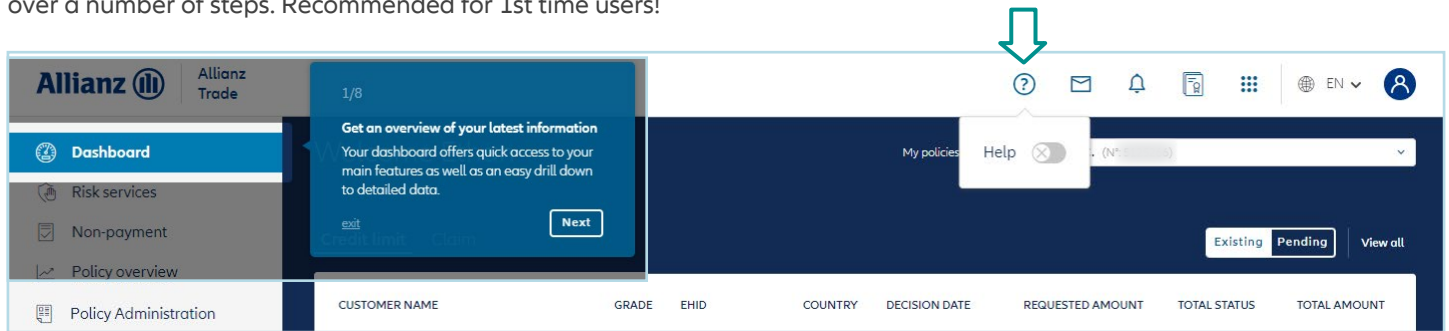 over a number of steps. Recommended for 1st time users!
Allianz
Allianz
Trade
EN
1/8
Get an overview of your latest information
Your dashboard offers quick access to your
main features as well as an easy drill down
to detailed data.
exit
Next
Dashboard
Risk services
Non-payment
Policy overview
Policy Administration
My policies
Help
(N°
Credit limit
Claim
Existing
Pending
View all
CUSTOMER NAME
GRADE
EHID
COUNTRY
DECISION DATE
REQUESTED AMOUNT
TOTAL STATUS
TOTAL AMOUNT